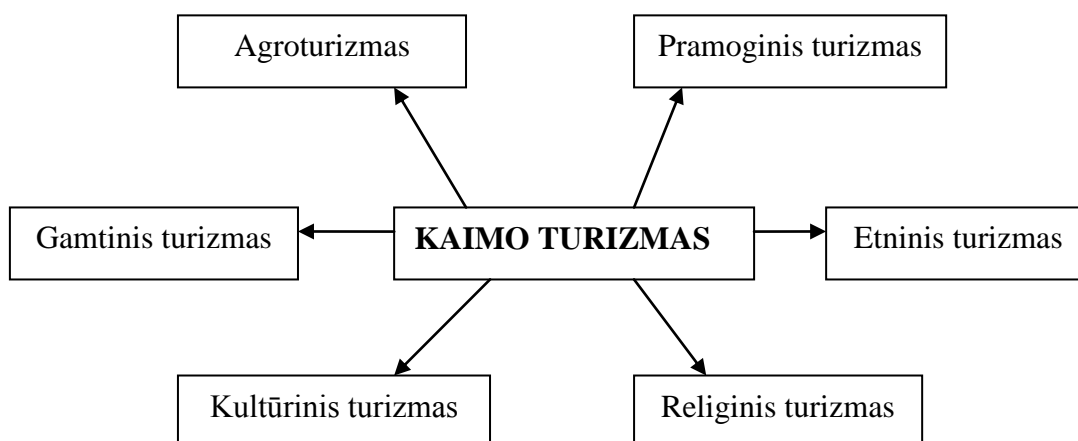 Agroturizmas
Pramoginis turizmas
Gamtinis turizmas
KAIMO TURIZMAS
Etninis turizmas
Kultūrinis turizmas
Religinis turizmas